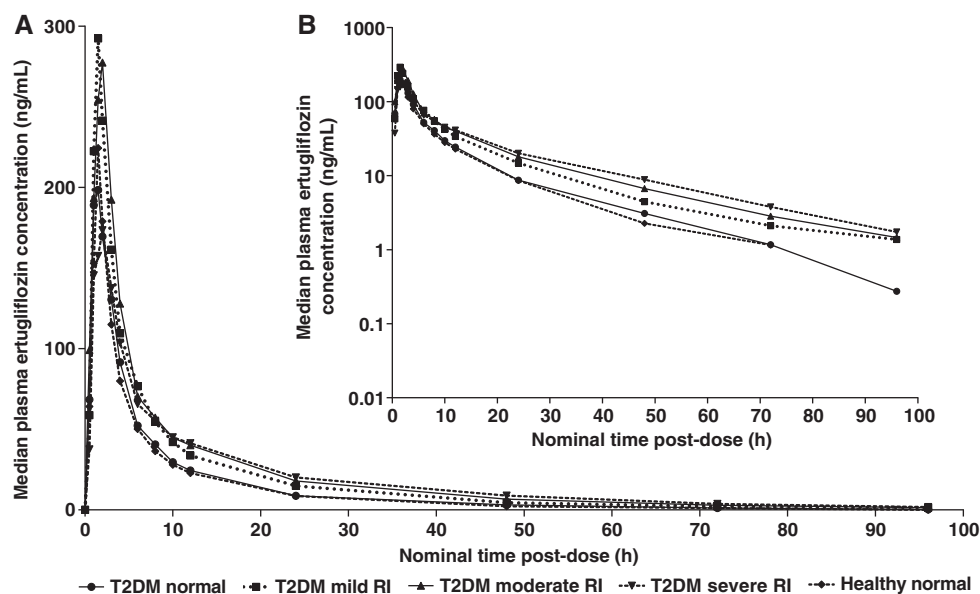 A
Median plasma ertugliflozin concentration (ng/mL)
300
200
100
0
0 10 20 30 40 50 60 70 80 90 100
Nominal time post-dose (h)
B
Median plasma ertugliflozin
concentration (ng/mL)
1000
100
10
1
0.1
0.01
0 10 20 30 40 50 60 70 80 90 100
Nominal time post-dose (h)
T2DM normal T2DM mild RI T2DM moderate RI T2DM severe RI Healthy normal